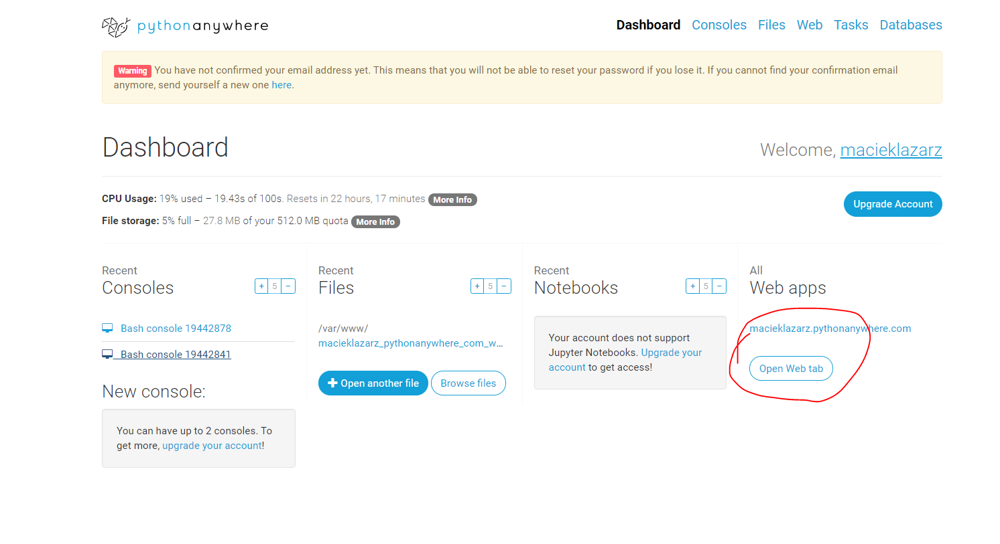 pythonanywhere
Dashboard Consoles Files Web Tasks Databases
Warning You have not confirmed your email address yet. This means that you will not be able to reset your password if you lose it. If you cannot find your confirmation email
anymore, send yourself a new one here.
Dashboard
Welcome, macieklazarz
CPU Usage: 19% used – 19.43s of 100s. Resets in 22 hours, 17 minutes More Info
File storage: 5% full – 27.8 MB of your 512.0 MB quota More Info
Upgrade Account
Recent
Consoles
+ 5 −
Bash console 19442878
Bash console 19442841
New console:
You can have up to 2 consoles. To
get more, upgrade your account!
Recent
Files
+ 5 −
/var/www/
macieklazarz_pythonanywhere_com_w...
+ Open another file
Browse files
Recent
Notebooks
+ 5 −
Your account does not support
Jupyter Notebooks. Upgrade your
account to get access!
All
Web apps
macieklazarz.pythonanywhere.com
Open Web tab